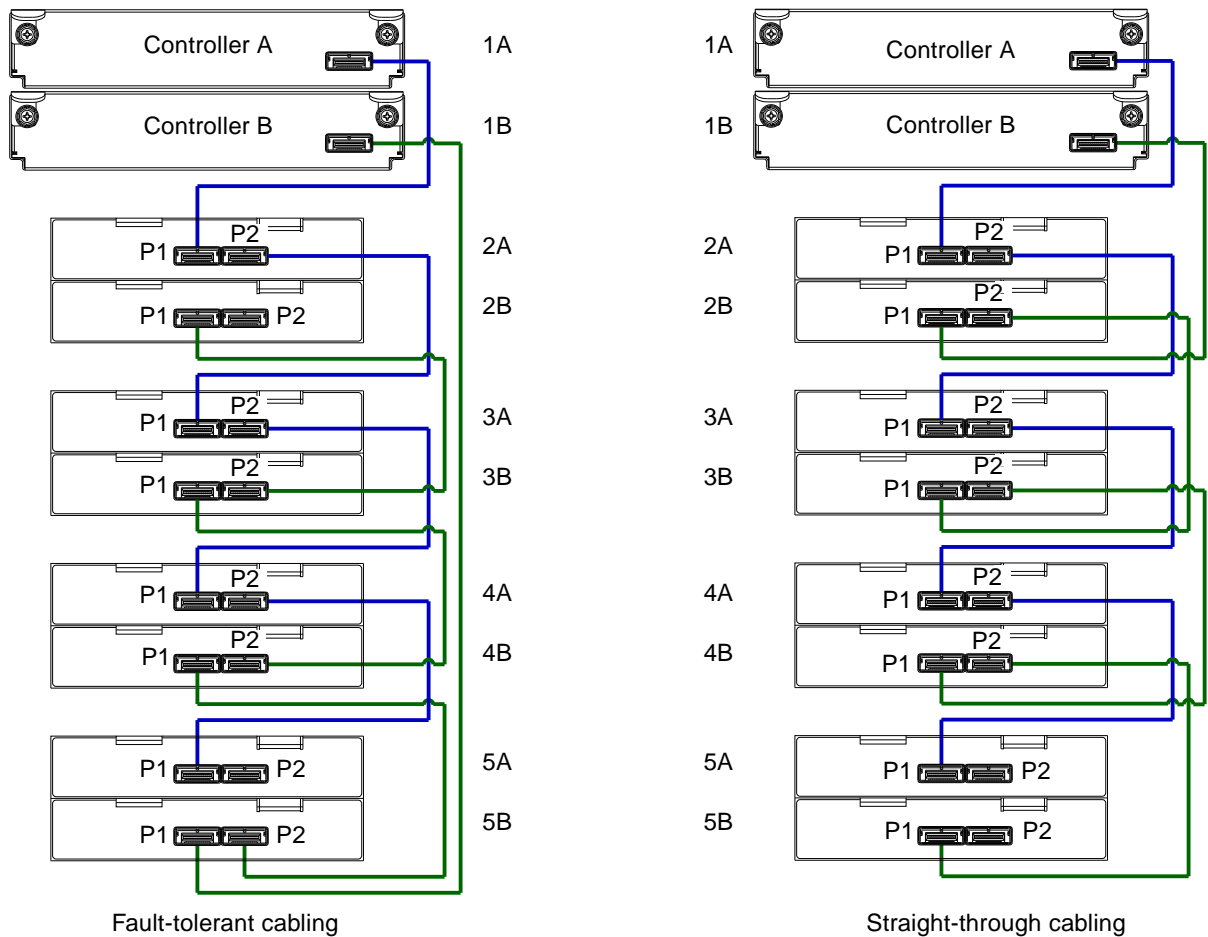 Controller A
1A
Controller B
1B
P2
P1
2A
P1
P2
2B
P2
P1
3A
P2
P1
3B
P2
P1
4A
P2
P1
4B
P1
P2
5A
P1
P2
5B
Fault-tolerant cabling
1A
Controller A
1B
Controller B
P2
2A
P1
P2
2B
P1
P2
3A
P1
P2
3B
P1
P2
4A
P1
P2
4B
P1
5A
P1
P2
5B
P1
P2
Straight-through cabling